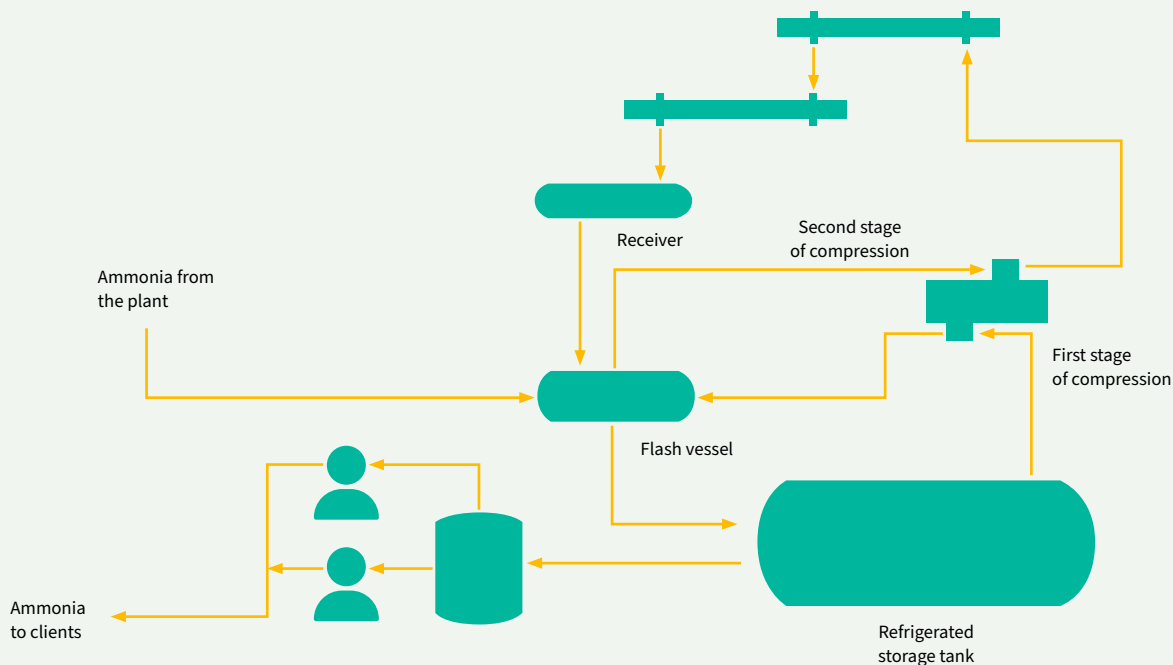 Receiver
Second stage
of compression
Ammonia from
the plant
First stage
of compression
Flash vessel
Ammonia
to clients
Refrigerated
storage tank